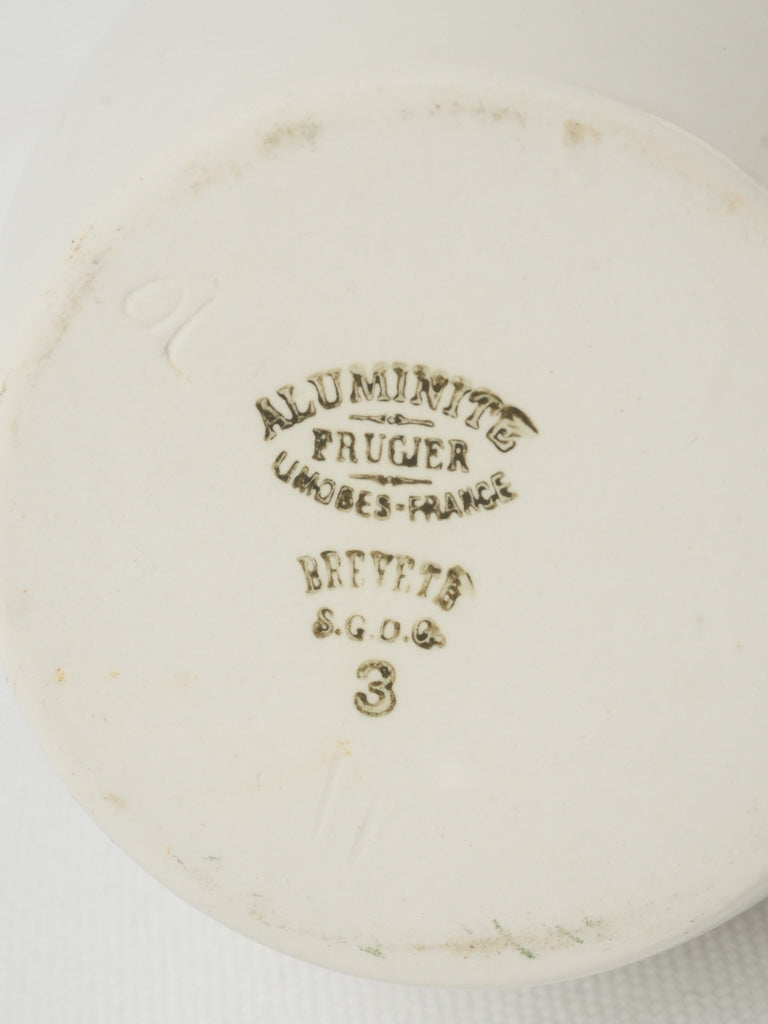 ALUMINITE
FRUGIER
LIMOGES-FRANCE
BREVETÉ
S.G.D.G.
3